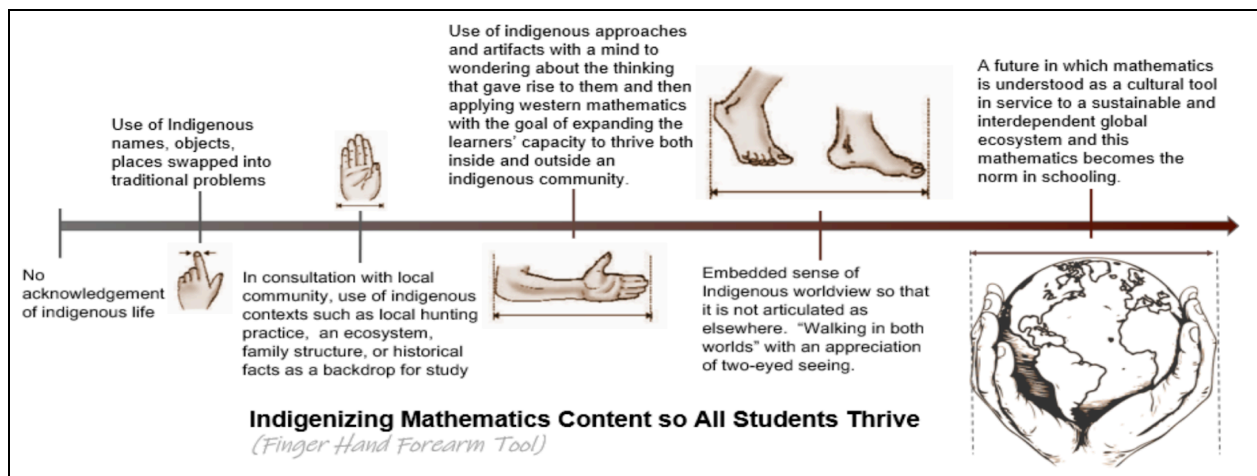 No
acknowledgement
of indigenous life
Use of Indigenous
names, objects,
places swapped into
traditional problems
In consultation with local
community, use of indigenous
contexts such as local hunting
practice, an ecosystem,
family structure, or historical
facts as a backdrop for study
Use of indigenous approaches
and artifacts with a mind to
wondering about the thinking
that gave rise to them and then
applying western mathematics
with the goal of expanding the
learners' capacity to thrive both
inside and outside an
indigenous community.
Embedded sense of
Indigenous worldview so that
it is not articulated as
elsewhere. “Walking in both
worlds” with an appreciation
of two-eyed seeing.
A future in which mathematics
is understood as a cultural tool
in service to a sustainable and
interdependent global
ecosystem and this
mathematics becomes the
norm in schooling.
Indigenizing Mathematics Content so All Students Thrive
(Finger Hand Forearm Tool)